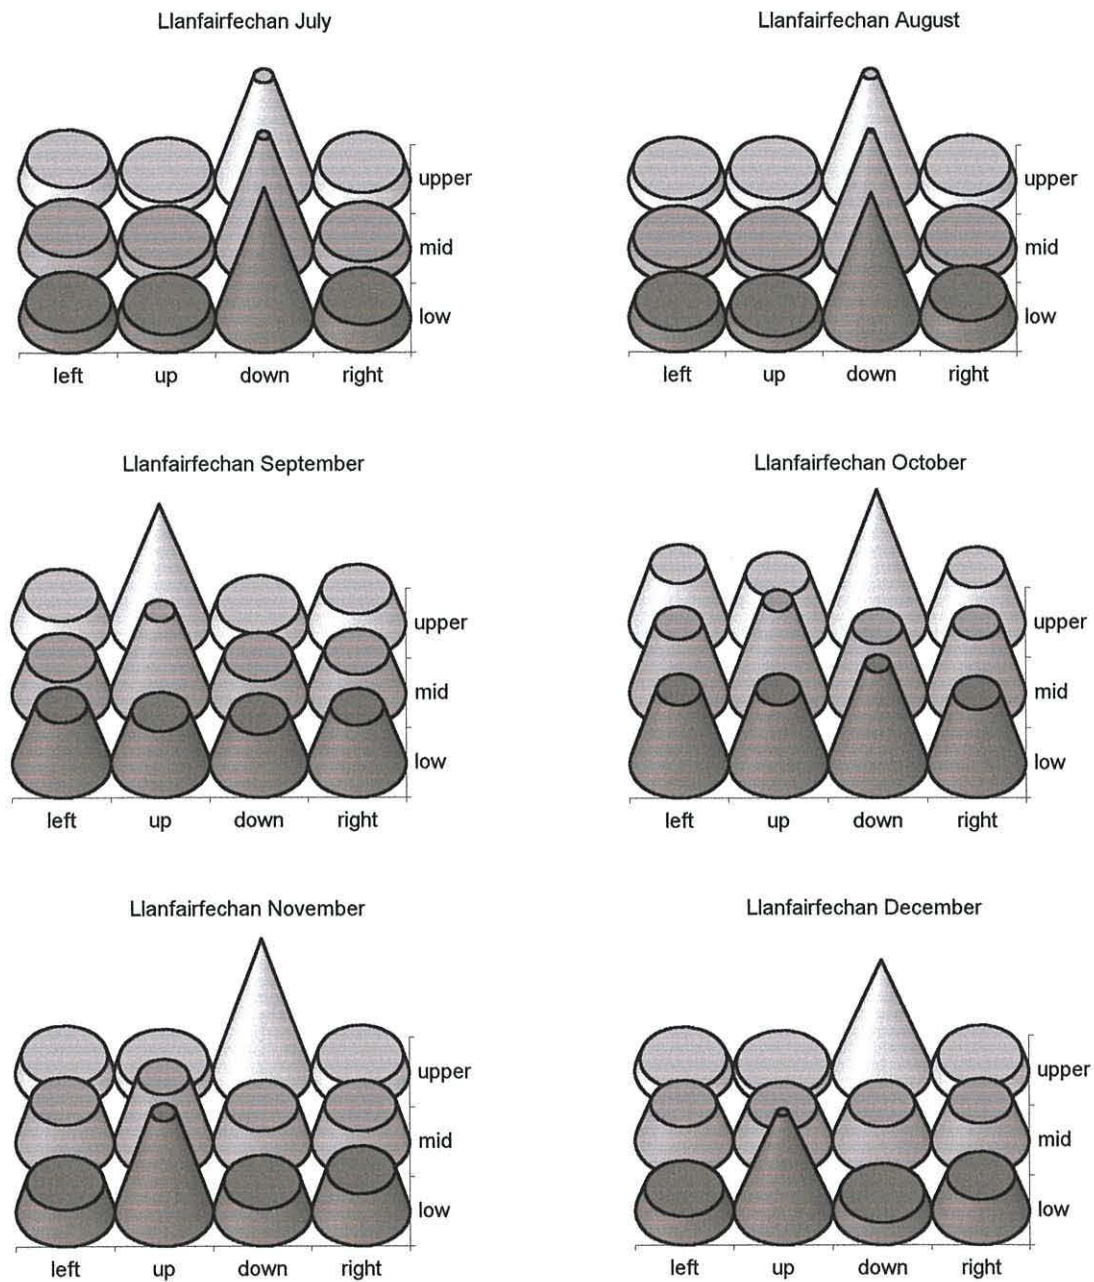 Llanfairfechan July
Llanfairfechan August
upper
mid
low
left up down right
upper
mid
low
left up down right
Llanfairfechan September
Llanfairfechan October
upper
mid
low
left up down right
upper
mid
low
left up down right
Llanfairfechan November
Llanfairfechan December
upper
mid
low
left up down right
upper
mid
low
left up down right